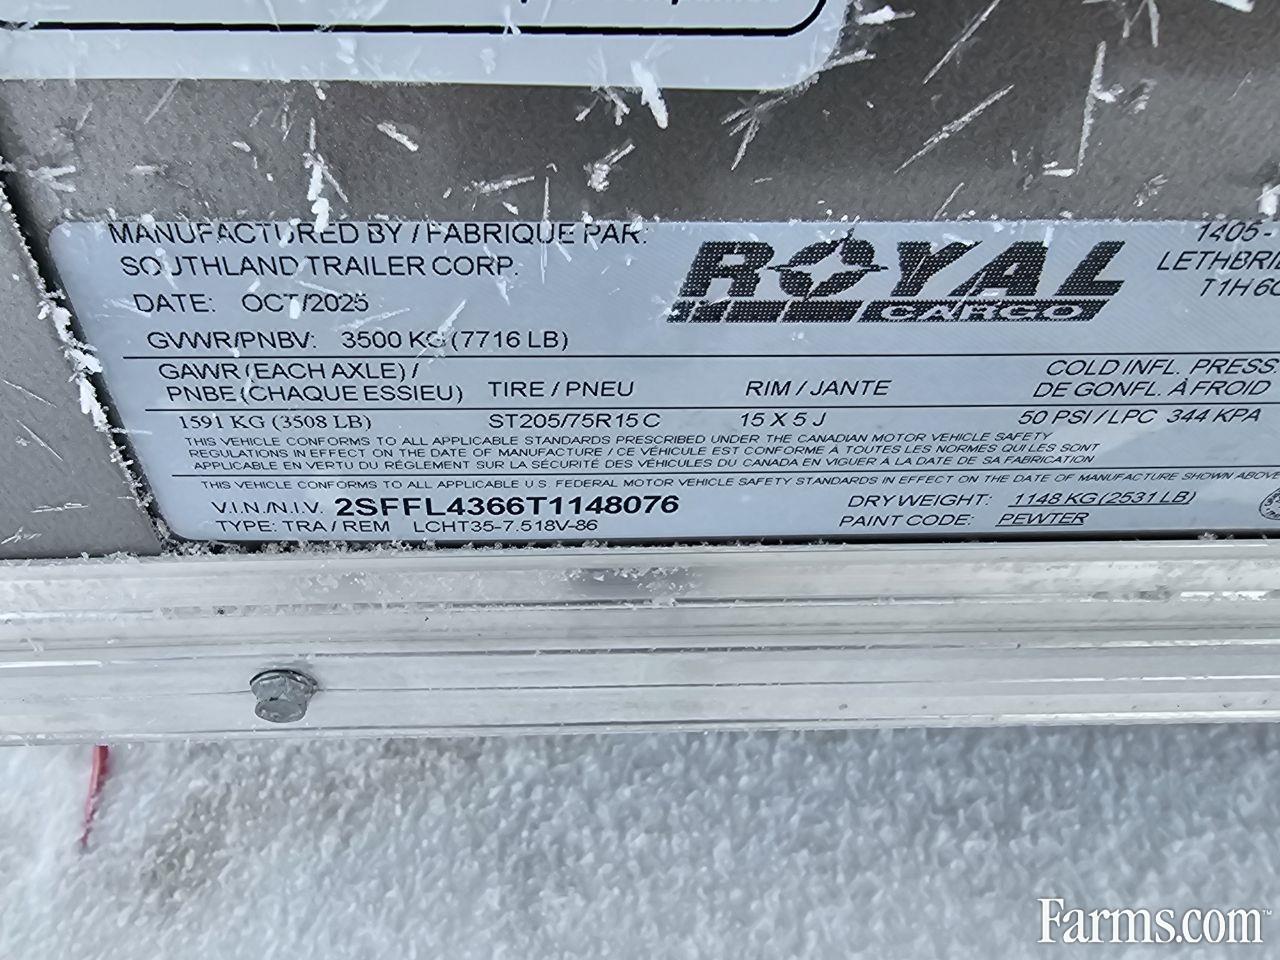 MANUFACTURED BY / FABRIQUE PAR:
SOUTHLAND TRAILER CORP.
DATE: OCT/2025
GVWR/PNBV: 3500 KG (7716 LB)
ROYAL
CARGO
1405 -
LETHBRI
T1H 6
GAWR (EACH AXLE) /
PNBE (CHAQUE ESSIEU)
TIRE / PNEU
RIM / JANTE
COLD INFL. PRESS
DE GONFL. À FROID
1591 KG (3508 LB)
ST205/75R15 C
15 X 5 J
50 PSI / LPC 344 KPA
THIS VEHICLE CONFORMS TO ALL APPLICABLE STANDARDS PRESCRIBED UNDER THE CANADIAN MOTOR VEHICLE SAFETY
REGULATIONS IN EFFECT ON THE DATE OF MANUFACTURE / CE VÉHICULE EST CONFORME À TOUTES LES NORMES QUI LES SONT
APPLICABLE EN VERTU DU RÉGLEMENT SUR LA SÉCURITÉ DES VÉHICULES DU CANADA EN VIGUER À LA DATE DE SA FABRICATION
THIS VEHICLE CONFORMS TO ALL APPLICABLE U.S. FEDERAL MOTOR VEHICLE SAFETY STANDARDS IN EFFECT ON THE DATE OF MANUFACTURE SHOWN ABOVE
V.I.N./N.I.V. 2SFFL4366T1148076
TYPE: TRA / REM LCHT35-7.518V-86
DRY WEIGHT: 1148 KG (2531 LB)
PAINT CODE: PEWTER
Farms.com™